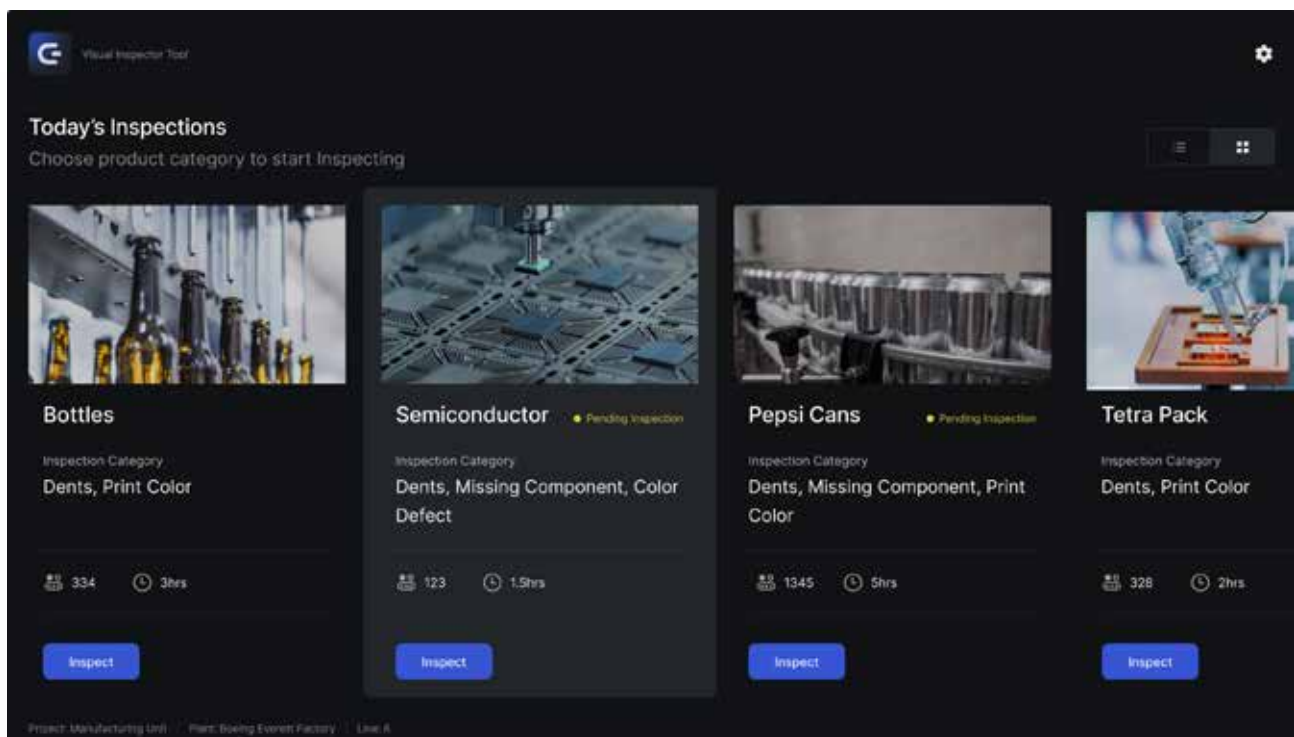 Visual Inspector Tool
Today's Inspections
Choose product category to start Inspecting
Bottles
Inspection Category
Dents, Print Color
334 3hrs
Inspect
Semiconductor Pending Inspection
Inspection Category
Dents, Missing Component, Color
Defect
123 1.5hrs
Inspect
Pepsi Cans Pending Inspection
Inspection Category
Dents, Missing Component, Print
Color
1345 5hrs
Inspect
Tetra Pack
Inspection Category
Dents, Print Color
328 2hrs
Inspect
Project: Manufacturing Unit | Plant: Boeing Everett Factory | Line: A